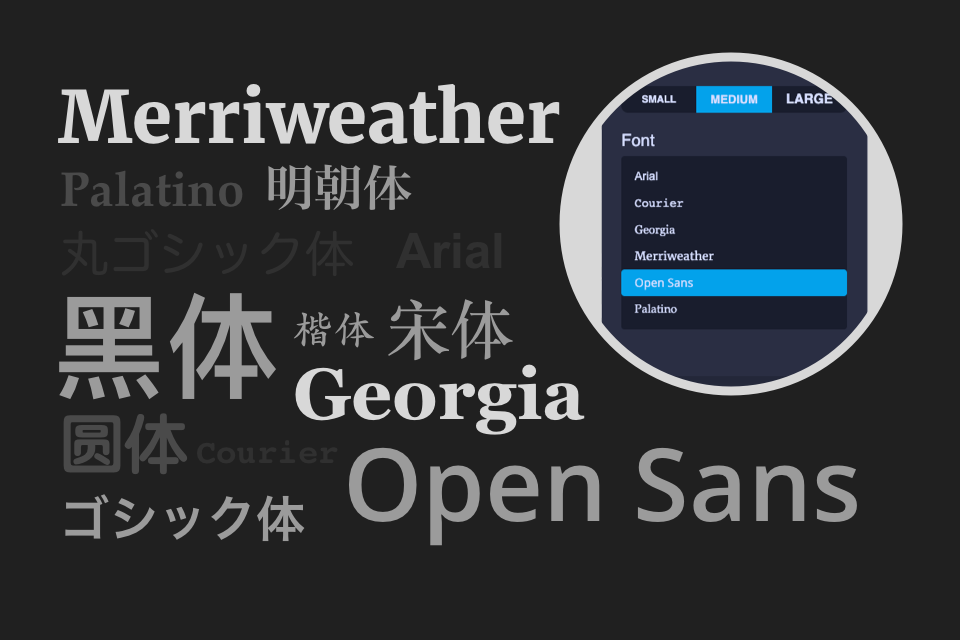 Merriweather
Palatino 明朝体
丸ゴシック体 Arial
黑体 楷体 宋体
Georgia
圆体 Courier
Open Sans
ゴシック体
SMALL MEDIUM LARGE
Font
Arial
Courier
Georgia
Merriweather
Open Sans
Palatino